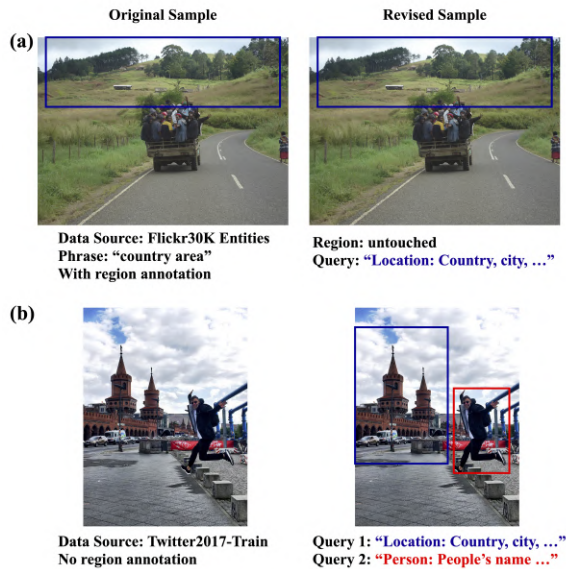 Original Sample
Revised Sample
(a)
Data Source: Flickr30K Entities
Phrase: “country area”
With region annotation
Region: untouched
Query: “Location: Country, city, …”
(b)
Data Source: Twitter2017-Train
No region annotation
Query 1: “Location: Country, city, …”
Query 2: “Person: People’s name …”